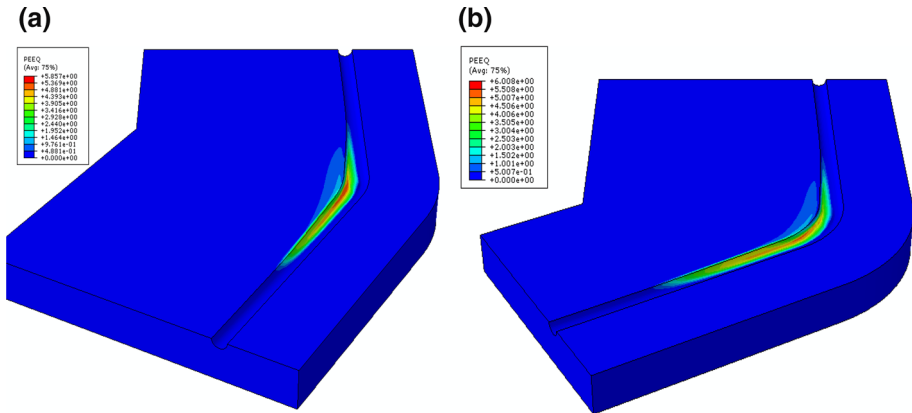 (a)
PEEQ
(Avg: 75%)
+5.857e+00
+5.369e+00
+4.881e+00
+4.393e+00
+3.905e+00
+3.416e+00
+2.928e+00
+2.440e+00
+1.952e+00
+1.464e+00
+9.761e-01
+4.881e-01
+0.000e+00
(b)
PEEQ
(Avg: 75%)
+6.008e+00
+5.508e+00
+5.007e+00
+4.506e+00
+4.006e+00
+3.505e+00
+3.004e+00
+2.503e+00
+2.003e+00
+1.502e+00
+1.001e+00
+5.007e-01
+0.000e+00